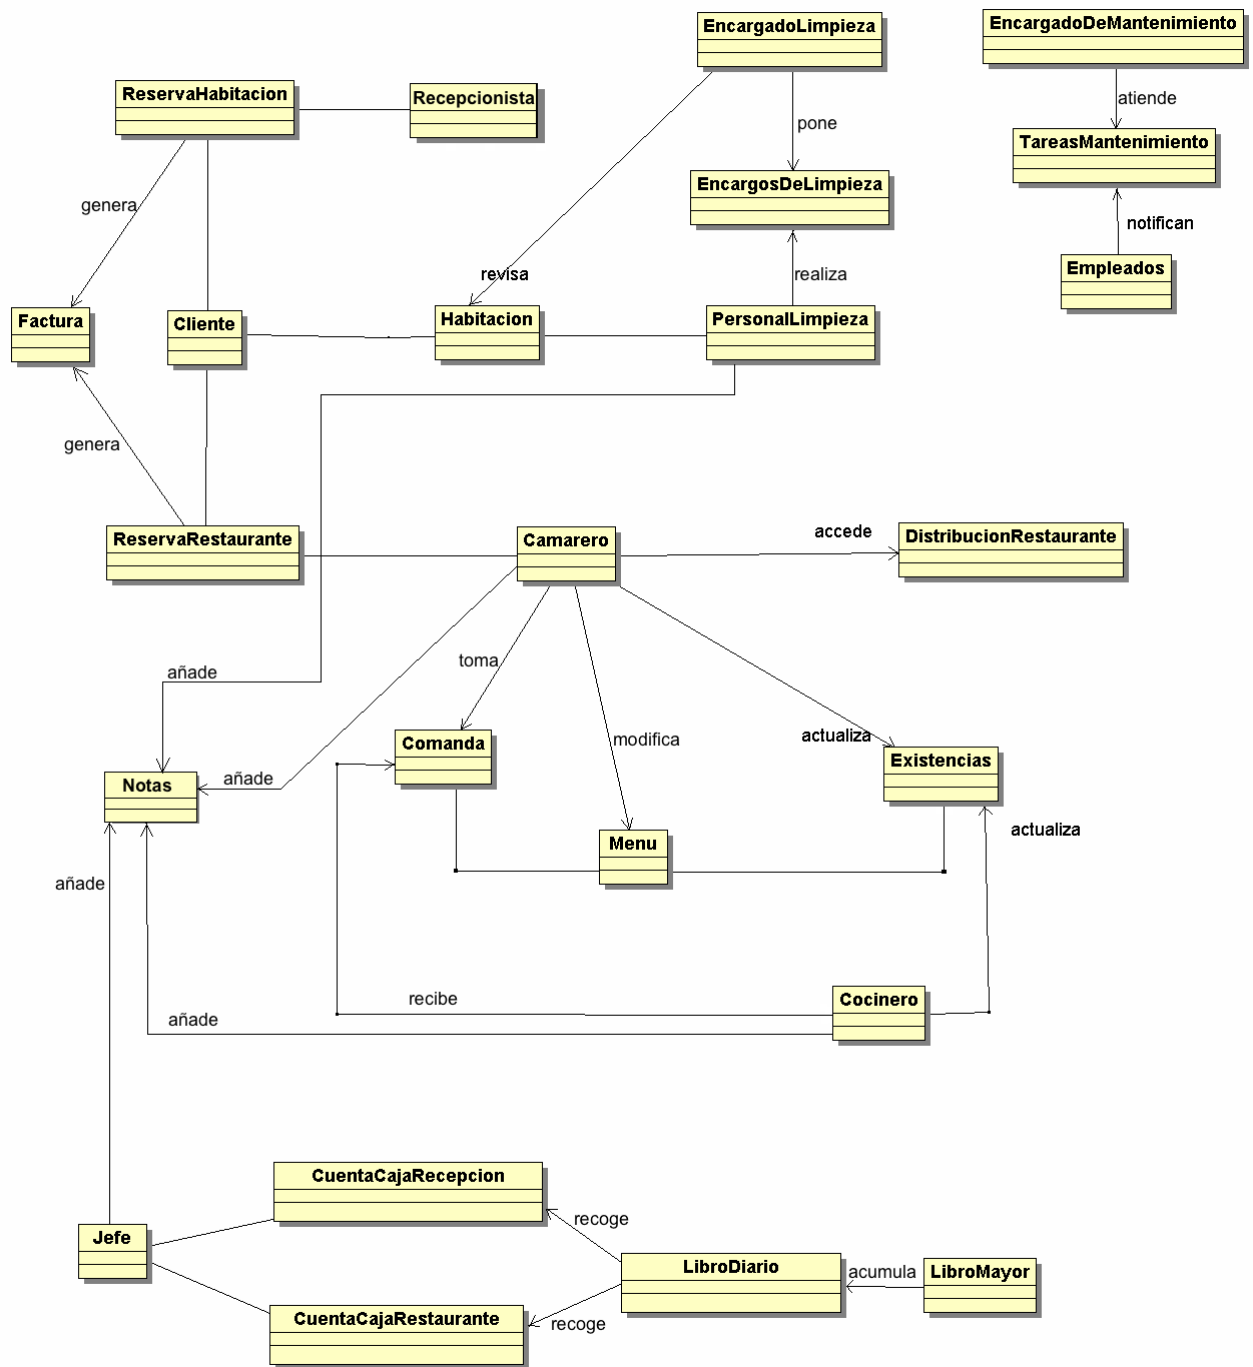 EncargadoLimpieza
EncargadoDeMantenimiento
ReservaHabitacion
Recepcionista
atiende
pone
TareasMantenimiento
EncargosDeLimpieza
genera
notifican
revisa
realiza
Empleados
Factura
Cliente
Habitacion
PersonalLimpieza
genera
accede
ReservaRestaurante
Camarero
DistribucionRestaurante
toma
añade
Comanda
modifica
actualiza
Existencias
Notas
añade
actualiza
Menu
añade
recibe
Cocinero
añade
CuentaCajaRecepcion
recoge
Jefe
LibroDiario
acumula
LibroMayor
CuentaCajaRestaurante
recoge